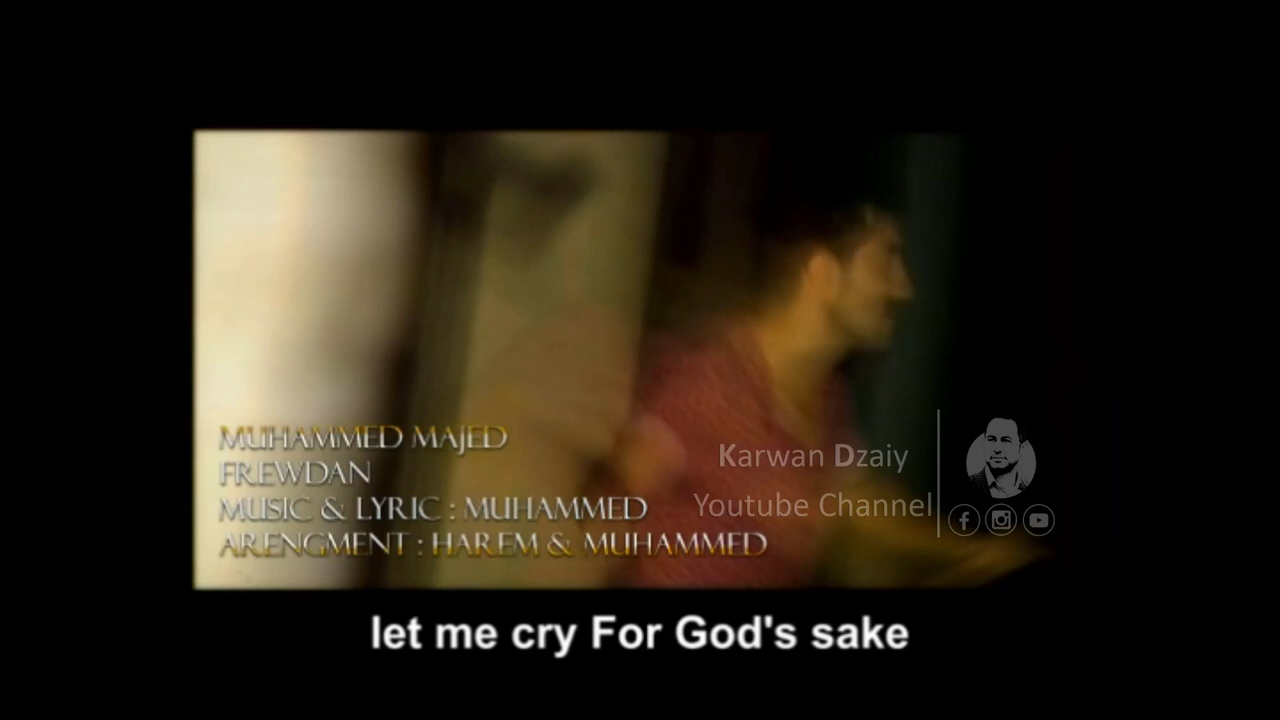 MUHAMMED MAJED
FREWDAN
MUSIC & LYRIC : MUHAMMED
ARENGMENT : HAREM & MUHAMMED
Karwan Dzaiy
Youtube Channel
let me cry For God's sake